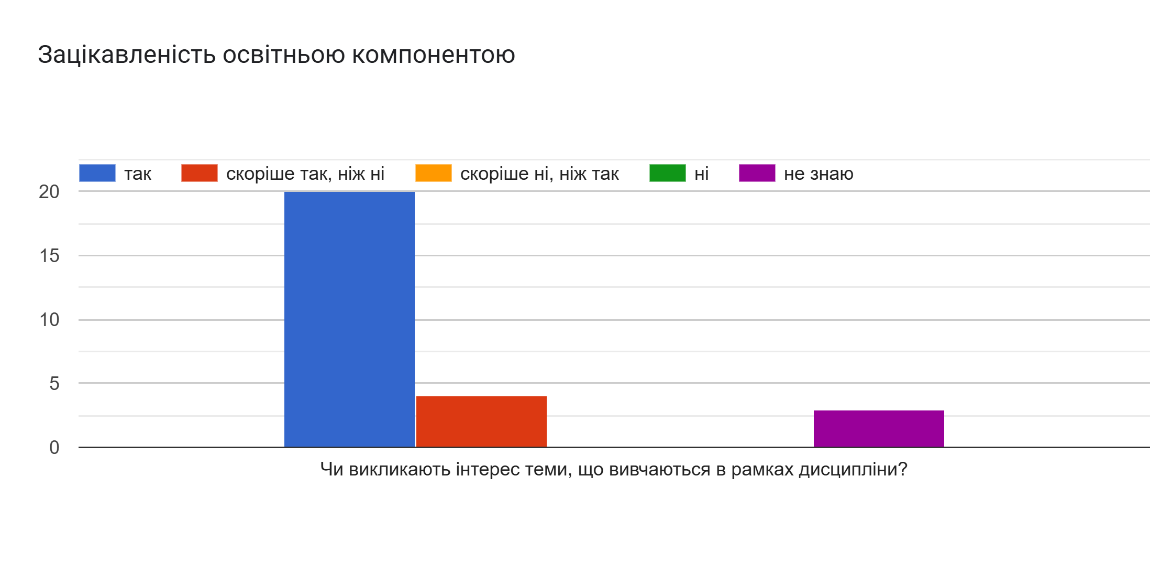 Зацікавленість освітньою компонентою
так скоріше так, ніж ні скоріше ні, ніж так ні не знаю
20
15
10
5
0
Чи викликають інтерес теми, що вивчаються в рамках дисципліни?